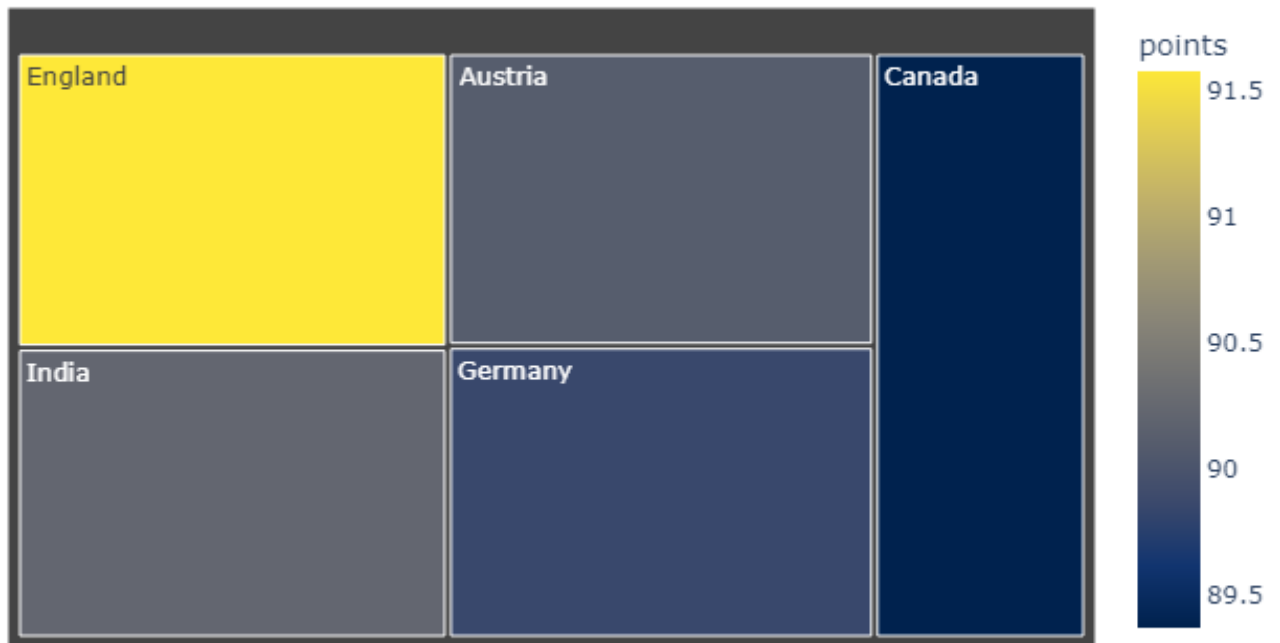 England
Austria
Canada
India
Germany
points
91.5
91
90.5
90
89.5